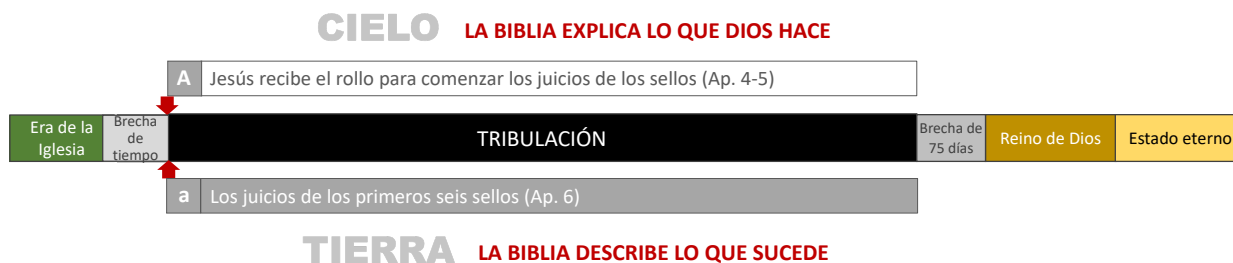 CIELO LA BIBLIA EXPLICA LO QUE DIOS HACE
A Jesús recibe el rollo para comenzar los juicios de los sellos (Ap. 4-5)
Era de la
Iglesia
Brecha
de
tiempo
TRIBULACIÓN
Brecha de
75 días
Reino de Dios
Estado eterno
a Los juicios de los primeros seis sellos (Ap. 6)
TIERRA LA BIBLIA DESCRIBE LO QUE SUCEDE